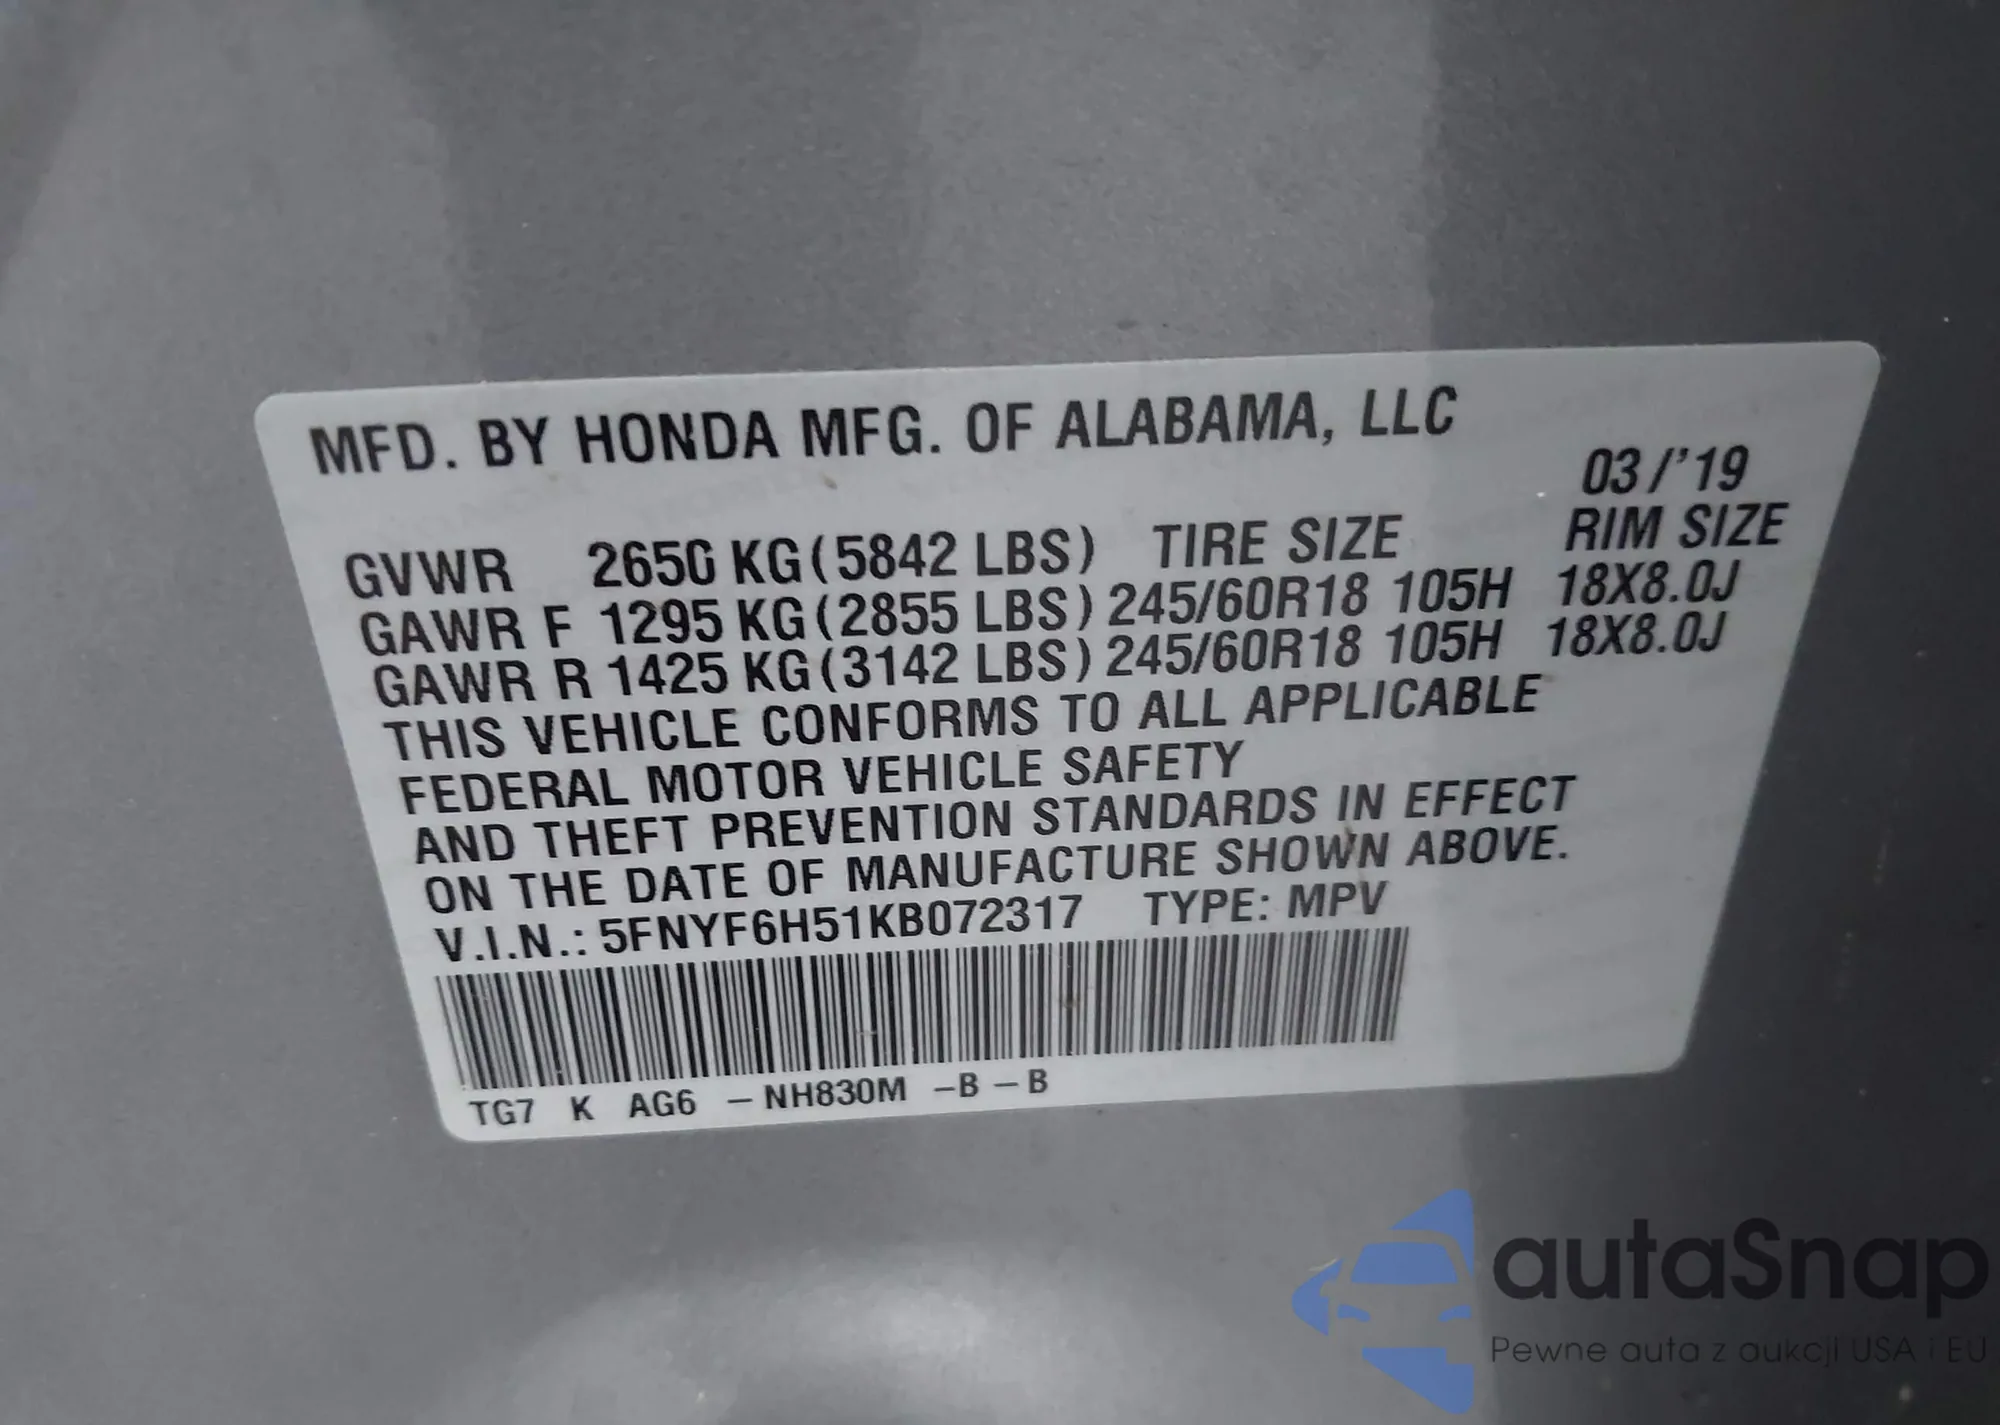 MFD. BY HONDA MFG. OF ALABAMA, LLC
03/'19
GVWR 2650 KG(5842 LBS) TIRE SIZE RIM SIZE
GAWR F 1295 KG(2855 LBS) 245/60R18 105H 18X8.0J
GAWR R 1425 KG(3142 LBS) 245/60R18 105H 18X8.0J
THIS VEHICLE CONFORMS TO ALL APPLICABLE
FEDERAL MOTOR VEHICLE SAFETY
AND THEFT PREVENTION STANDARDS IN EFFECT
ON THE DATE OF MANUFACTURE SHOWN ABOVE.
V.I.N.: 5FNYF6H51KB072317 TYPE: MPV
TG7 K AG6 –NH830M –B –B
autaSnap
Pewne auta z aukcji USA i EU